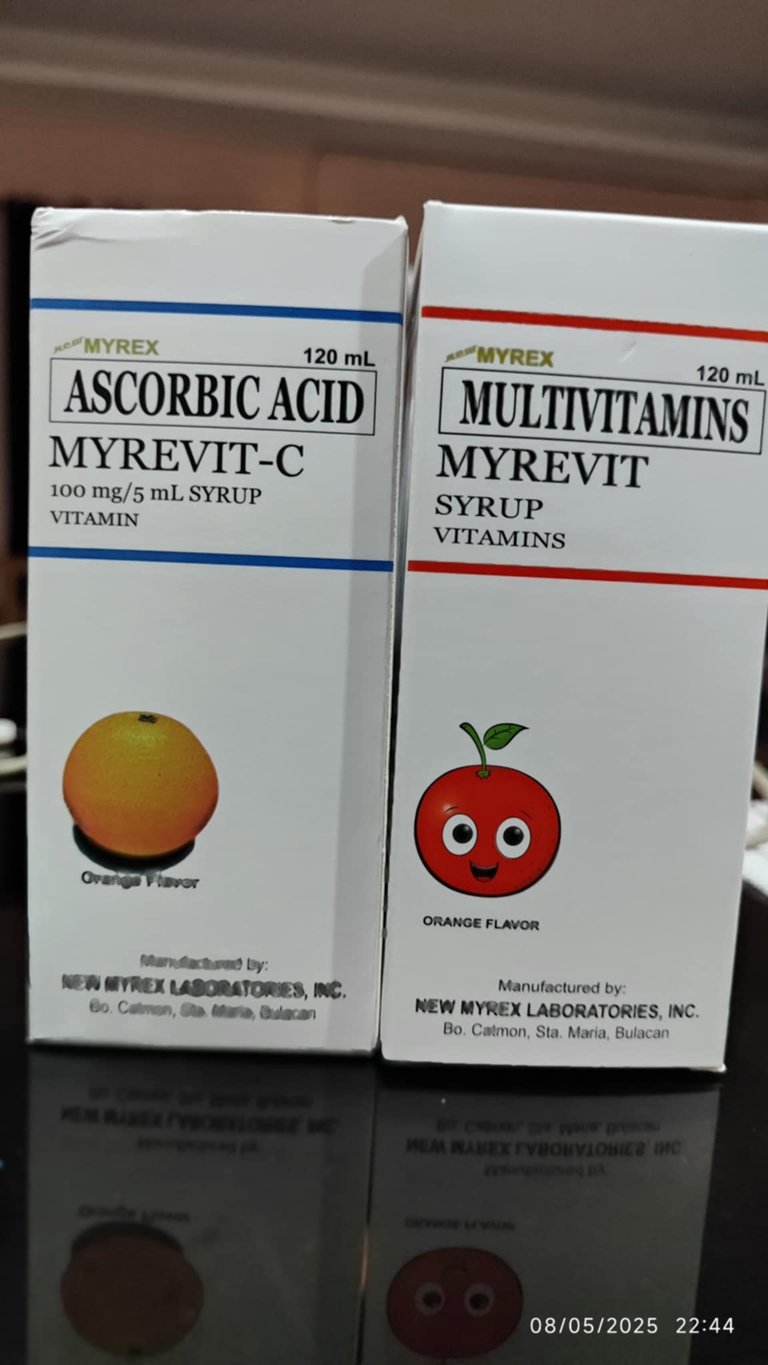 new MYREX
120 mL
ASCORBIC ACID
MYREVIT-C
100 mg/5 mL SYRUP
VITAMIN
Orange Flavor
Manufactured by:
NEW MYREX LABORATORIES, INC.
Bo. Catmon, Sta. Maria, Bulacan
new MYREX
120 mL
MULTIVITAMINS
MYREVIT
SYRUP
VITAMINS
ORANGE FLAVOR
Manufactured by:
NEW MYREX LABORATORIES, INC.
Bo. Catmon, Sta. Maria, Bulacan
08/05/2025 22:44